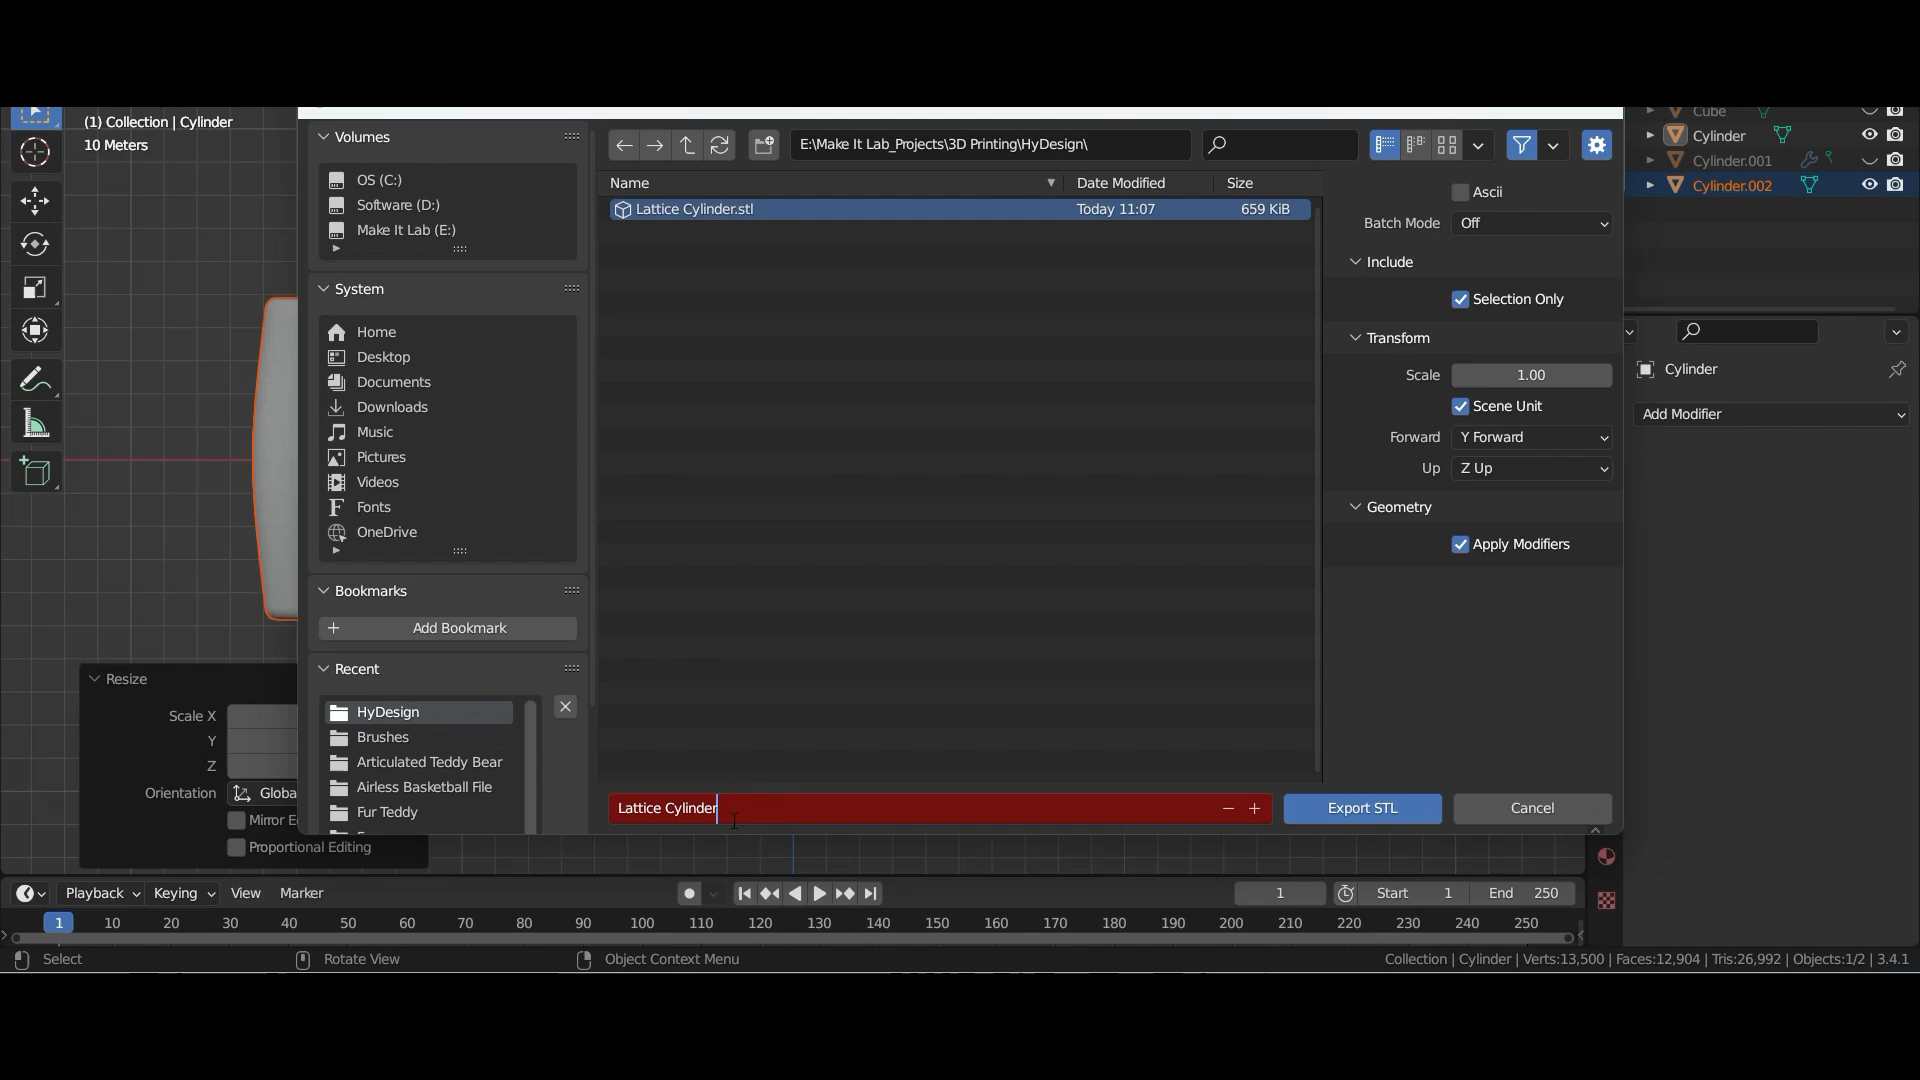 (1) Collection | Cylinder
10 Meters
Volumes
OS (C:)
Software (D:)
Make It Lab (E:)
System
Home
Desktop
Documents
Downloads
Music
Pictures
Videos
Fonts
OneDrive
Bookmarks
+ Add Bookmark
Recent
HyDesign
Brushes
Articulated Teddy Bear
Airless Basketball File
Fur Teddy
E:\Make It Lab_Projects\3D Printing\HyDesign\
Name Date Modified Size
Lattice Cylinder.stl Today 11:07 659 KiB
Lattice Cylinder
Export STL
Cancel
Ascii
Batch Mode Off
Include
Selection Only
Transform
Scale 1.00
Scene Unit
Forward Y Forward
Up Z Up
Geometry
Apply Modifiers
Cube
Cylinder
Cylinder.001
Cylinder.002
Cylinder
Add Modifier
Resize
Scale X
Y
Z
Orientation Globa
Mirror E
Proportional Editing
Playback Keying View Marker
1 Start 1 End 250
1 10 20 30 40 50 60 70 80 90 100 110 120 130 140 150 160 170 180 190 200 210 220 230 240 250
Select Rotate View Object Context Menu
Collection | Cylinder | Verts:13,500 | Faces:12,904 | Tris:26,992 | Objects:1/2 | 3.4.1